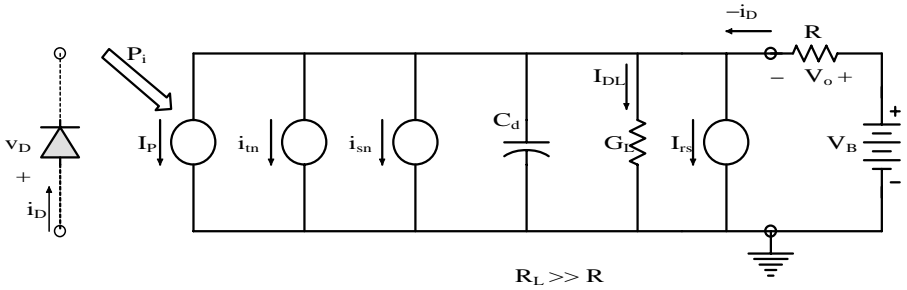 −i_D
R
P_i
− V_o +
I_DL
v_D
+
i_D
I_P
i_tn
i_sn
C_d
G_L
I_rs
V_B
+
−
R_L >> R